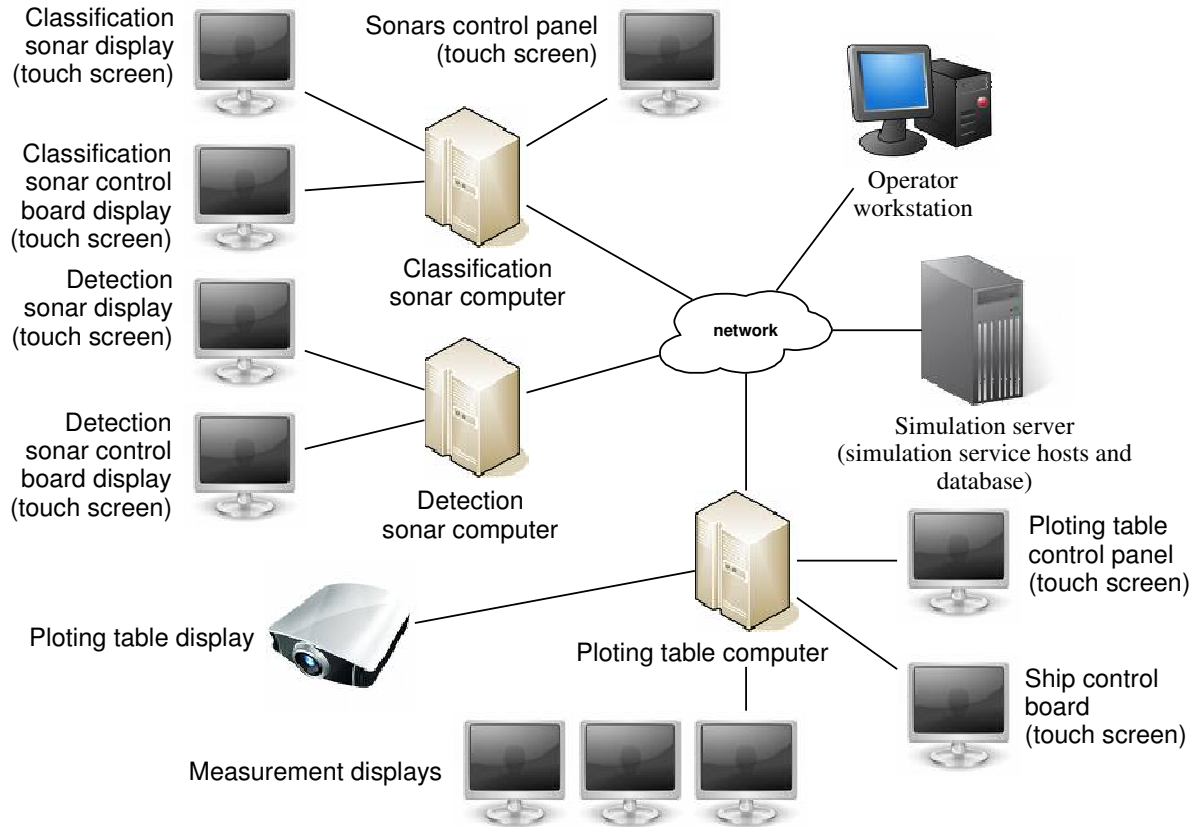 Classification
sonar display
(touch screen)
Sonars control panel
(touch screen)
Classification
sonar control
board display
(touch screen)
Operator
workstation
Classification
sonar computer
Detection
sonar display
(touch screen)
network
Detection
sonar control
board display
(touch screen)
Simulation server
(simulation service hosts and
database)
Detection
sonar computer
Ploting table
control panel
(touch screen)
Ploting table display
Ploting table computer
Ship control
board
(touch screen)
Measurement displays